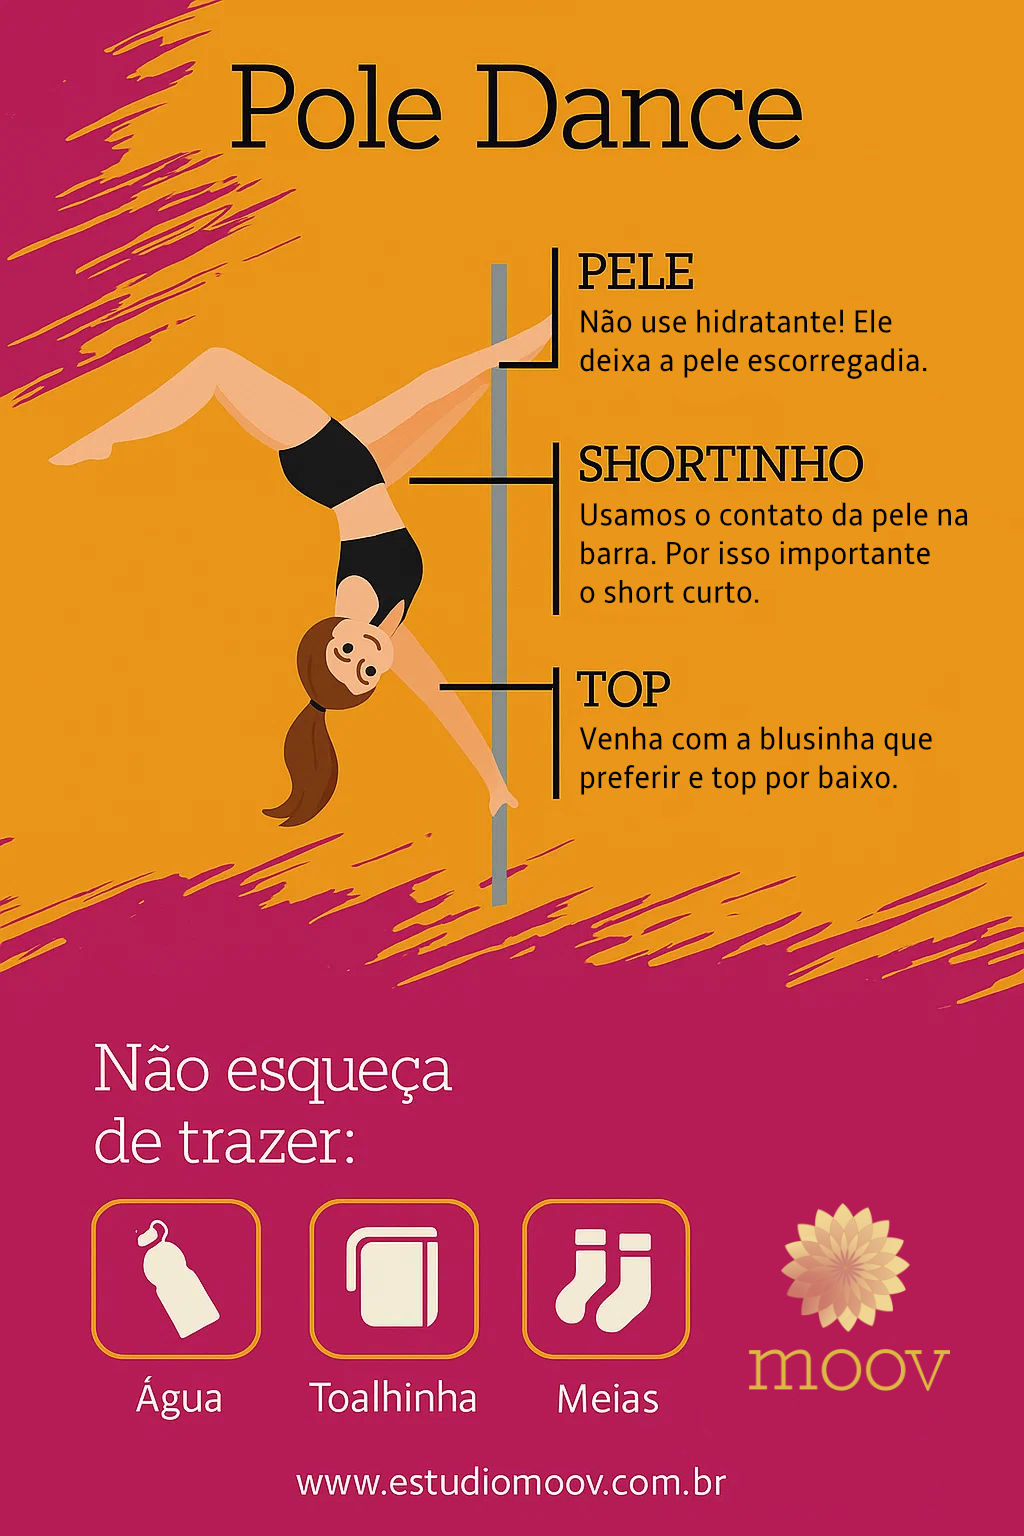 Pole Dance
PELE
Não use hidratante! Ele
deixa a pele escorregadia.
SHORTINHO
Usamos o contato da pele na
barra. Por isso importante
o short curto.
TOP
Venha com a blusinha que
preferir e top por baixo.
Não esqueça
de trazer:
Água
Toalhinha
Meias
moov
www.estudiomoov.com.br